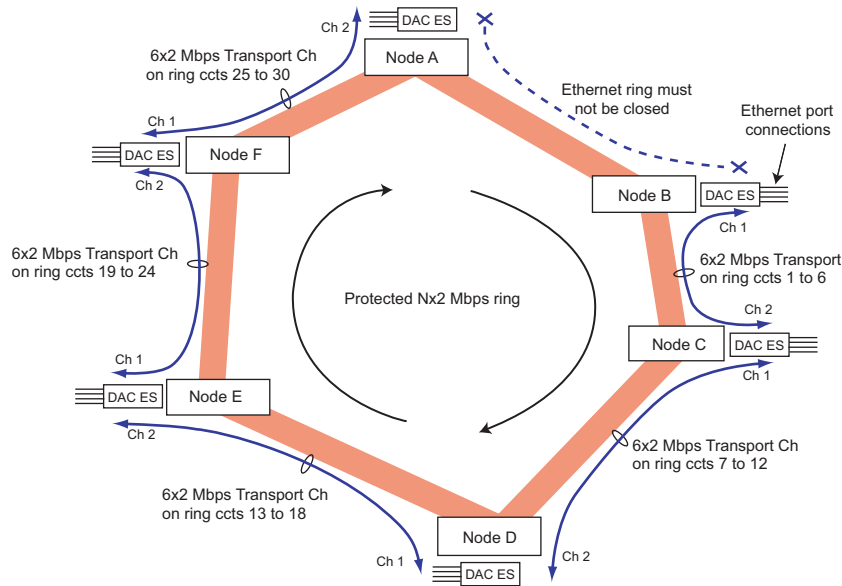 Ch 2
DAC ES
Node A
6x2 Mbps Transport Ch
on ring ccts 25 to 30
Ethernet ring must
not be closed
Ethernet port
connections
Ch 1
DAC ES
Node F
Ch 2
Node B
DAC ES
Ch 1
6x2 Mbps Transport Ch
on ring ccts 19 to 24
6x2 Mbps Transport
on ring ccts 1 to 6
Protected Nx2 Mbps ring
Ch 2
Node C
DAC ES
Ch 1
Ch 1
DAC ES
Node E
Ch 2
6x2 Mbps Transport Ch
on ring ccts 7 to 12
6x2 Mbps Transport Ch
on ring ccts 13 to 18
Node D
Ch 1
Ch 2
DAC ES